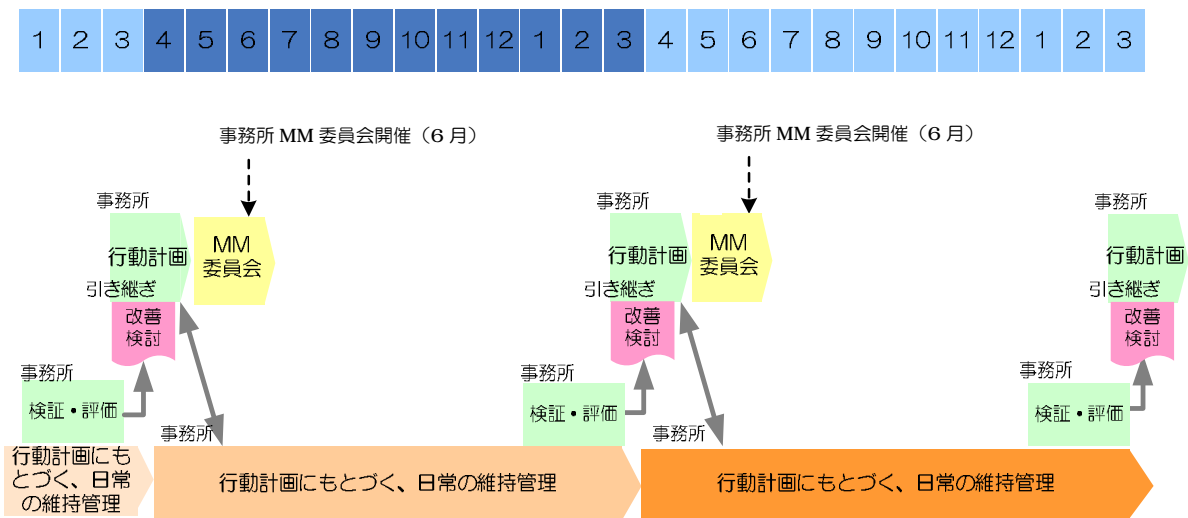 1 2 3 4 5 6 7 8 9 10 11 12 1 2 3 4 5 6 7 8 9 10 11 12 1 2 3
事務所 MM 委員会開催（6 月）
事務所 MM 委員会開催（6 月）
事務所
行動計画
引き継ぎ
改善
検討
MM
委員会
事務所
検証・評価
事務所
行動計画にも
とづく、日常
の維持管理
行動計画にもとづく、日常の維持管理
事務所
行動計画
引き継ぎ
改善
検討
MM
委員会
事務所
検証・評価
事務所
行動計画にもとづく、日常の維持管理
事務所
行動計画
引き継ぎ
改善
検討
事務所
検証・評価